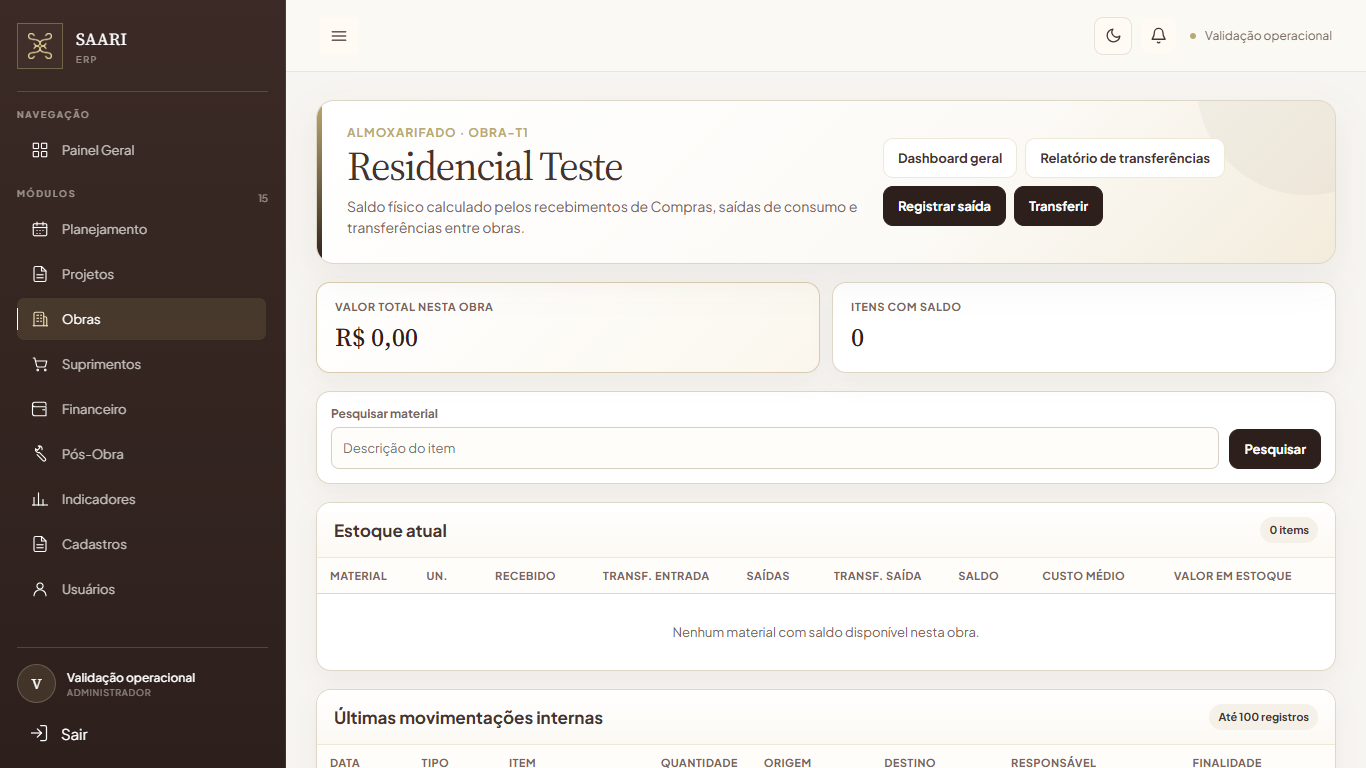 SAARI
ERP
NAVEGAÇÃO
Painel Geral
MÓDULOS 15
Planejamento
Projetos
Obras
Suprimentos
Financeiro
Pós-Obra
Indicadores
Cadastros
Usuários
V
Validação operacional
ADMINISTRADOR
Sair
Validação operacional
ALMOXARIFADO · OBRA-T1
Residencial Teste
Saldo físico calculado pelos recebimentos de Compras, saídas de consumo e
transferências entre obras.
Dashboard geral Relatório de transferências
Registrar saída Transferir
VALOR TOTAL NESTA OBRA
R$ 0,00
ITENS COM SALDO
0
Pesquisar material
Descrição do item Pesquisar
Estoque atual 0 items
MATERIAL UN. RECEBIDO TRANSF. ENTRADA SAÍDAS TRANSF. SAÍDA SALDO CUSTO MÉDIO VALOR EM ESTOQUE
Nenhum material com saldo disponível nesta obra.
Últimas movimentações internas Até 100 registros
DATA TIPO ITEM QUANTIDADE ORIGEM DESTINO RESPONSÁVEL FINALIDADE